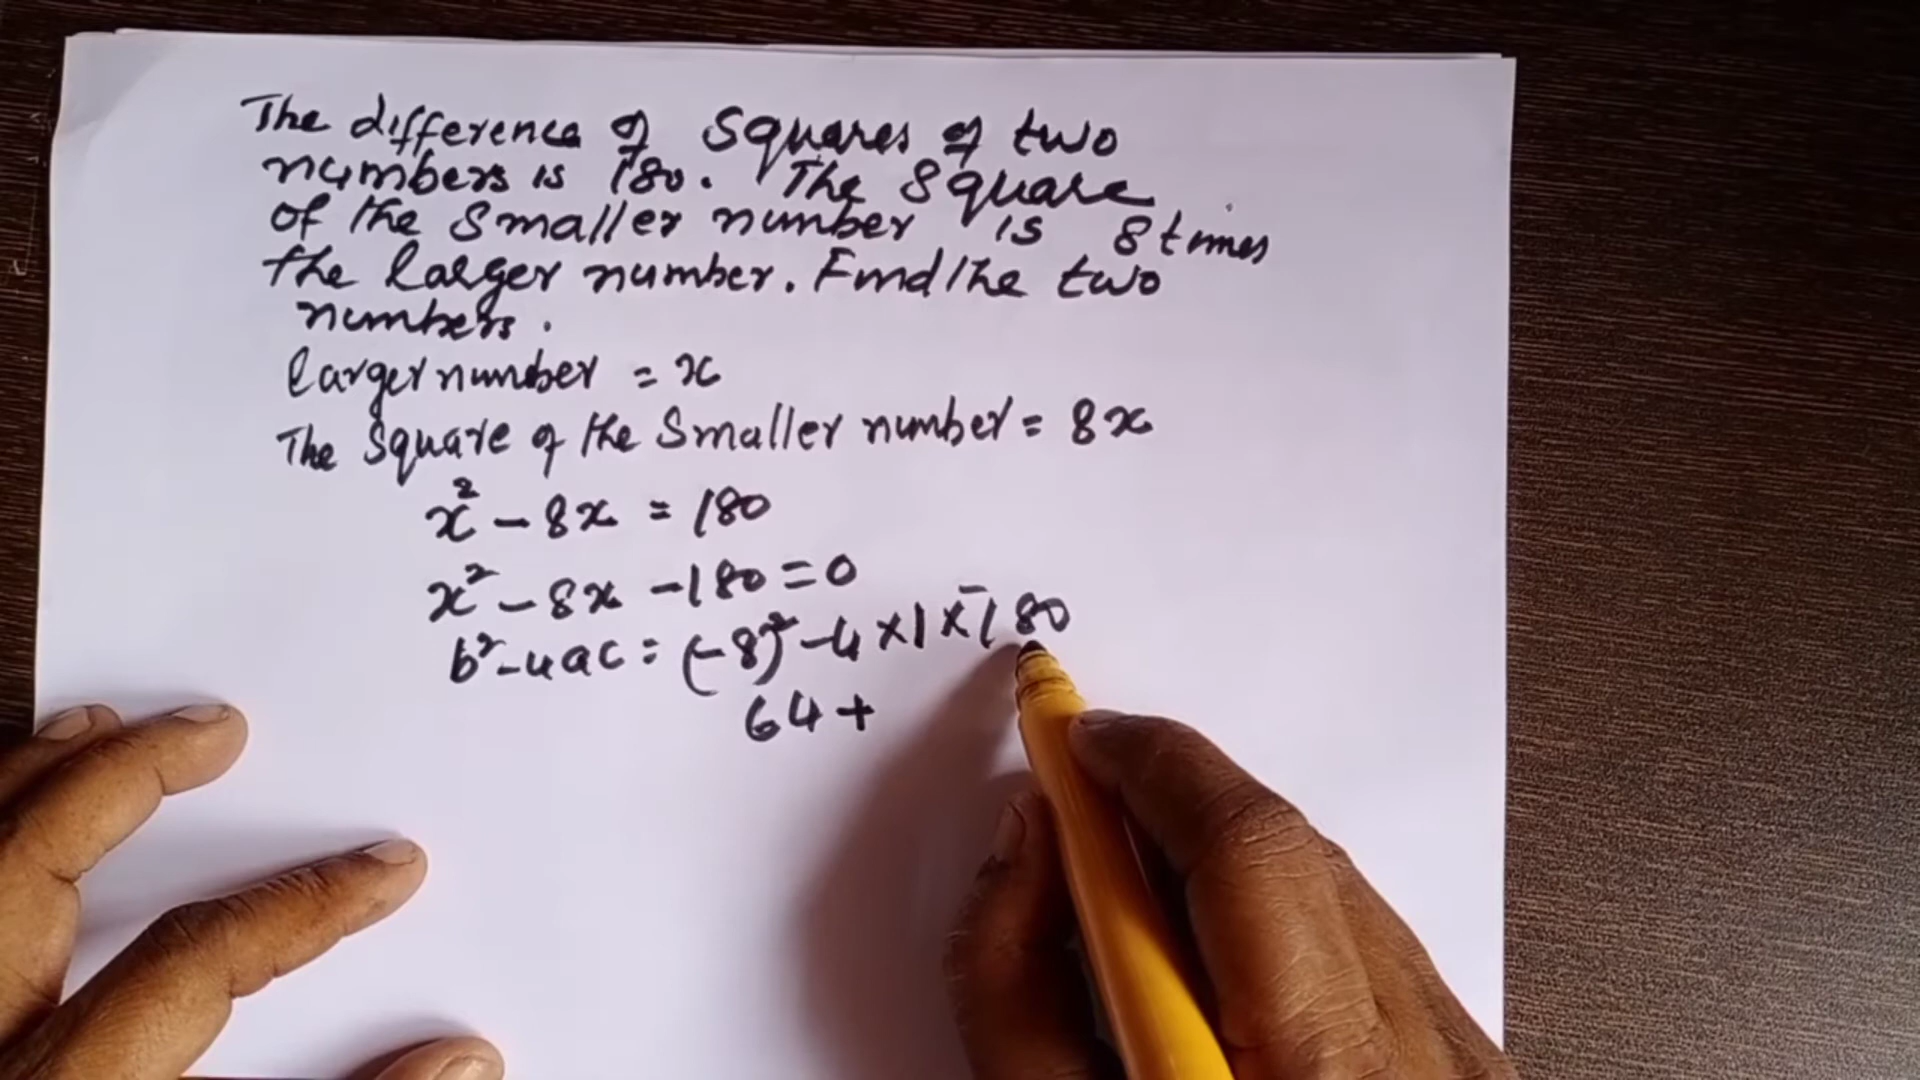 The difference of squares of two
numbers is 180. The square
of the smaller number is 8 times
the larger number. Find the two
numbers.
larger number = x
The square of the smaller number = 8x
x² - 8x = 180
x² - 8x - 180 = 0
b² - 4ac = (-8)² - 4 × 1 × -180
64 +